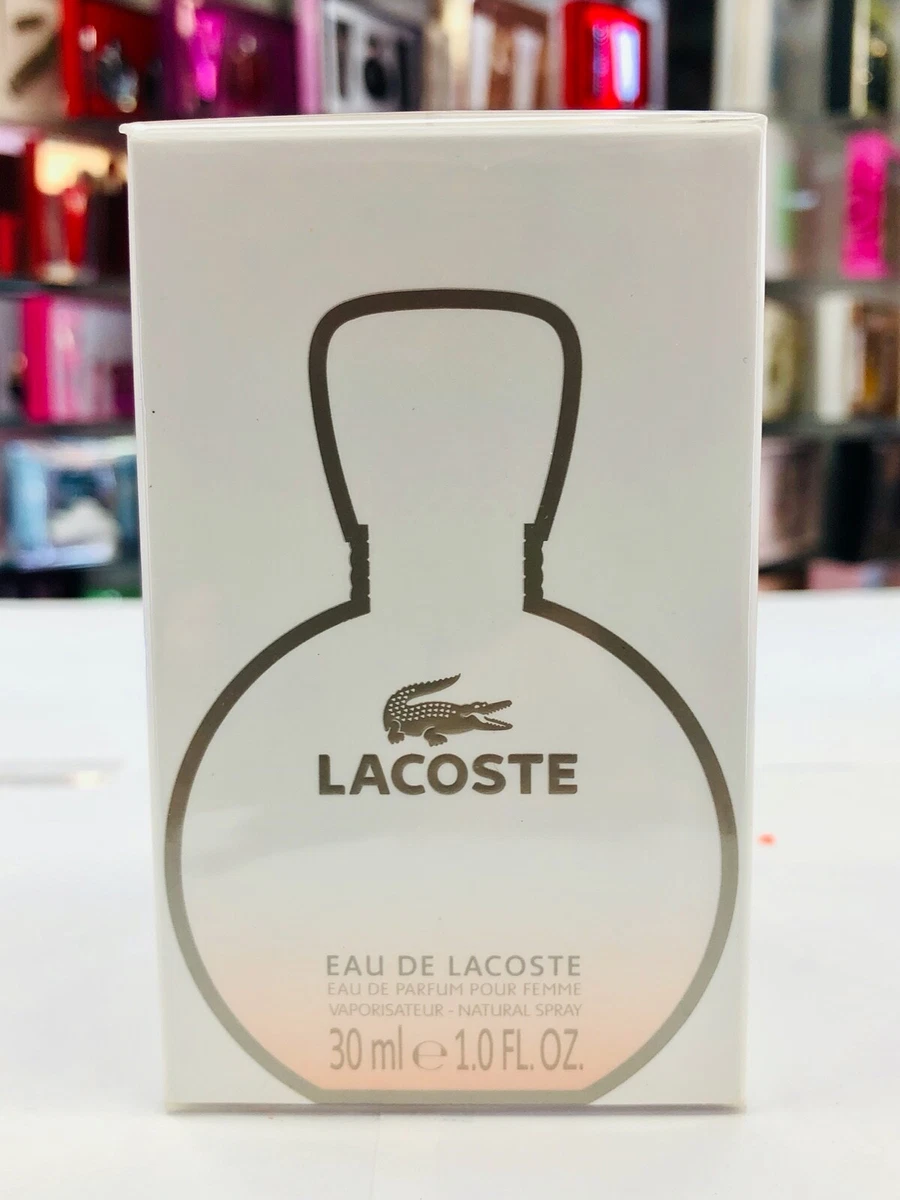 LACOSTE
EAU DE LACOSTE
EAU DE PARFUM POUR FEMME
VAPORISATEUR - NATURAL SPRAY
30 ml ℮ 1.0 FL. OZ.